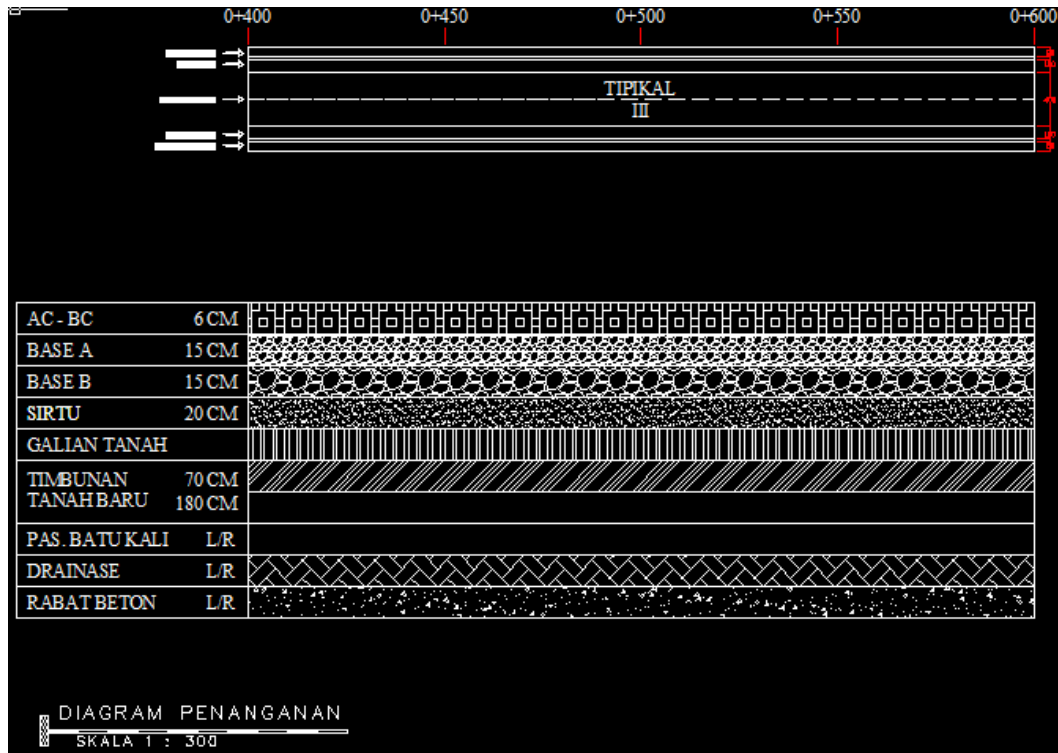 0+400 0+450 0+500 0+550 0+600
TIPIKAL
III
AC - BC 6 CM
BASE A 15 CM
BASE B 15 CM
SIRTU 20 CM
GALIAN TANAH
TIMBUNAN 70 CM
TANAH BARU 180 CM
PAS. BATU KALI L/R
DRAINASE L/R
RABAT BETON L/R
DIAGRAM PENANGANAN
SKALA 1 : 300